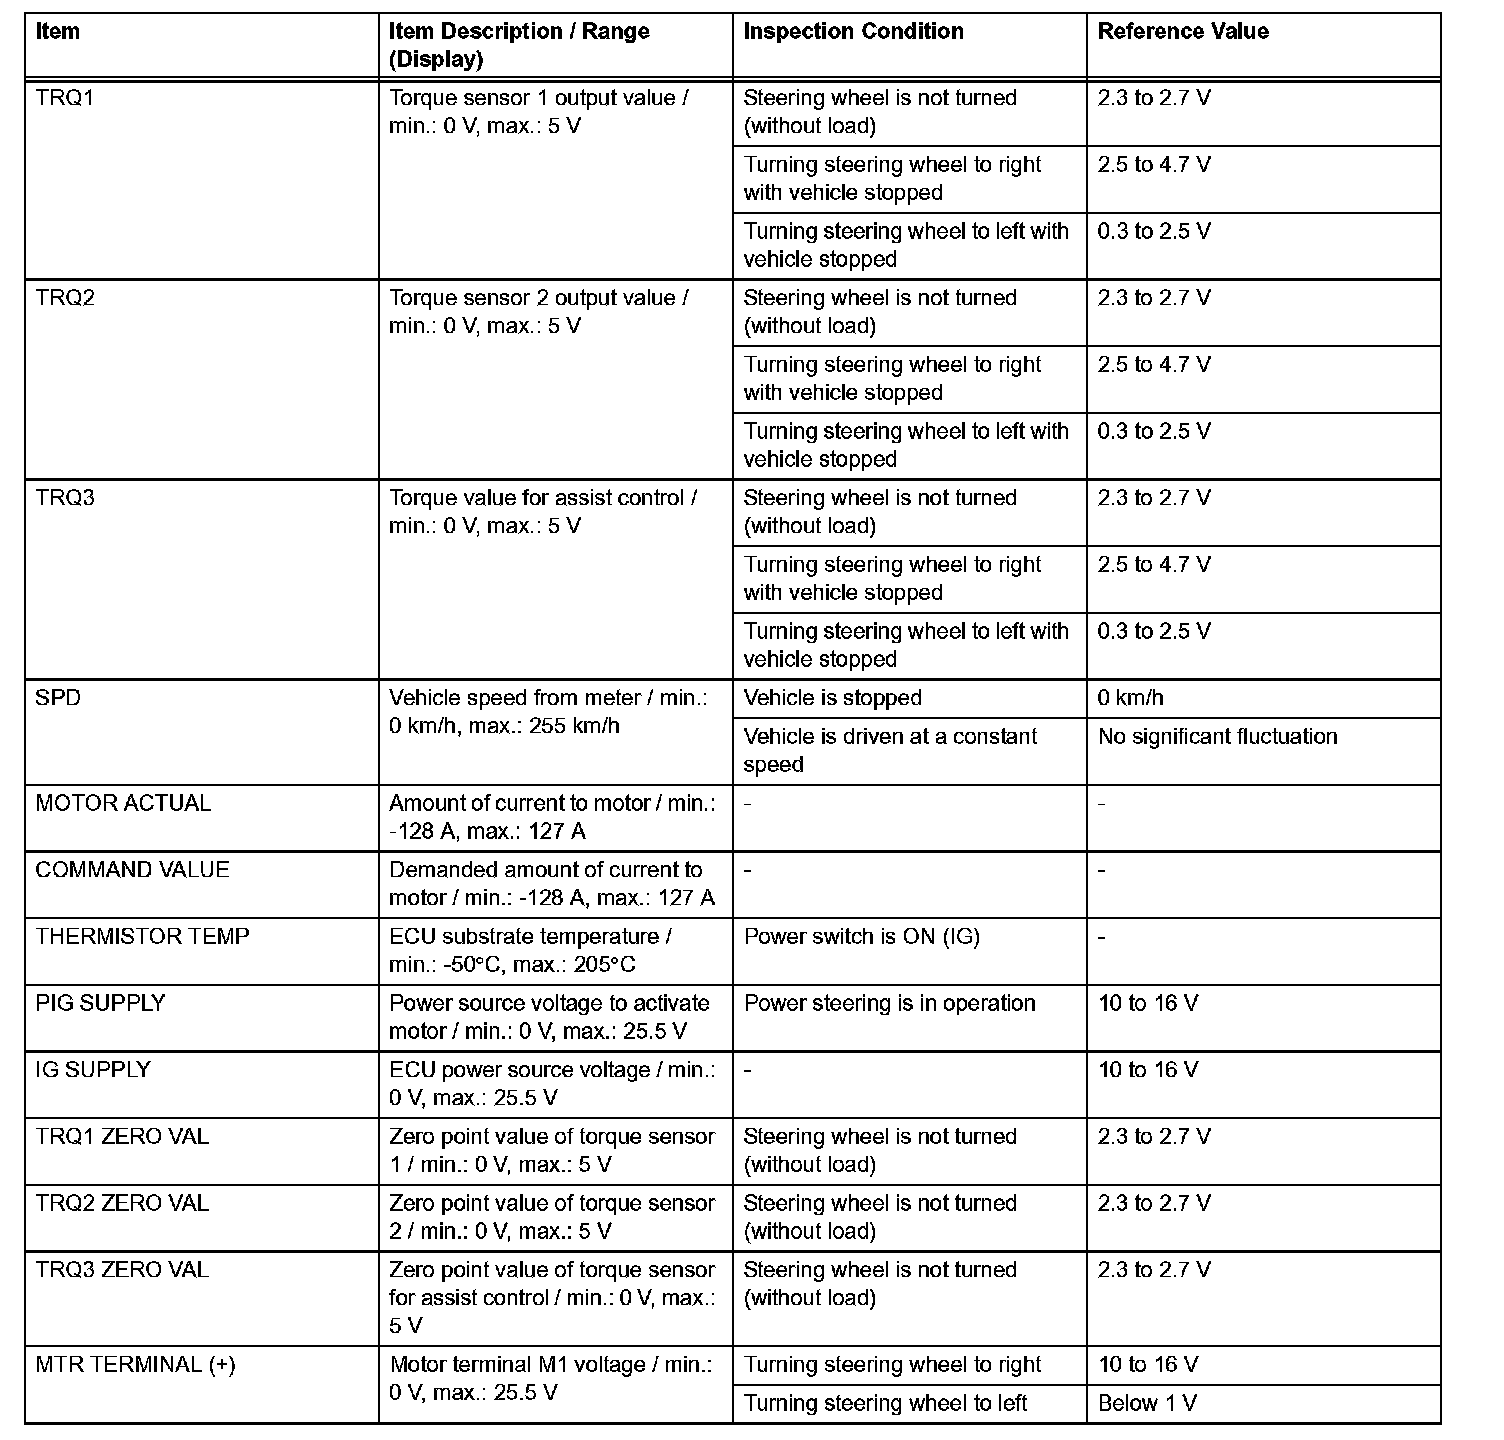 Item
Item Description / Range
(Display)
Inspection Condition
Reference Value
TRQ1
Torque sensor 1 output value /
min.: 0 V, max.: 5 V
Steering wheel is not turned
(without load)
2.3 to 2.7 V
Turning steering wheel to right
with vehicle stopped
2.5 to 4.7 V
Turning steering wheel to left with
vehicle stopped
0.3 to 2.5 V
TRQ2
Torque sensor 2 output value /
min.: 0 V, max.: 5 V
Steering wheel is not turned
(without load)
2.3 to 2.7 V
Turning steering wheel to right
with vehicle stopped
2.5 to 4.7 V
Turning steering wheel to left with
vehicle stopped
0.3 to 2.5 V
TRQ3
Torque value for assist control /
min.: 0 V, max.: 5 V
Steering wheel is not turned
(without load)
2.3 to 2.7 V
Turning steering wheel to right
with vehicle stopped
2.5 to 4.7 V
Turning steering wheel to left with
vehicle stopped
0.3 to 2.5 V
SPD
Vehicle speed from meter / min.:
0 km/h, max.: 255 km/h
Vehicle is stopped
0 km/h
Vehicle is driven at a constant
speed
No significant fluctuation
MOTOR ACTUAL
Amount of current to motor / min.:
-128 A, max.: 127 A
-
-
COMMAND VALUE
Demanded amount of current to
motor / min.: -128 A, max.: 127 A
-
-
THERMISTOR TEMP
ECU substrate temperature /
min.: -50°C, max.: 205°C
Power switch is ON (IG)
-
PIG SUPPLY
Power source voltage to activate
motor / min.: 0 V, max.: 25.5 V
Power steering is in operation
10 to 16 V
IG SUPPLY
ECU power source voltage / min.:
0 V, max.: 25.5 V
-
10 to 16 V
TRQ1 ZERO VAL
Zero point value of torque sensor
1 / min.: 0 V, max.: 5 V
Steering wheel is not turned
(without load)
2.3 to 2.7 V
TRQ2 ZERO VAL
Zero point value of torque sensor
2 / min.: 0 V, max.: 5 V
Steering wheel is not turned
(without load)
2.3 to 2.7 V
TRQ3 ZERO VAL
Zero point value of torque sensor
for assist control / min.: 0 V, max.:
5 V
Steering wheel is not turned
(without load)
2.3 to 2.7 V
MTR TERMINAL (+)
Motor terminal M1 voltage / min.:
0 V, max.: 25.5 V
Turning steering wheel to right
10 to 16 V
Turning steering wheel to left
Below 1 V